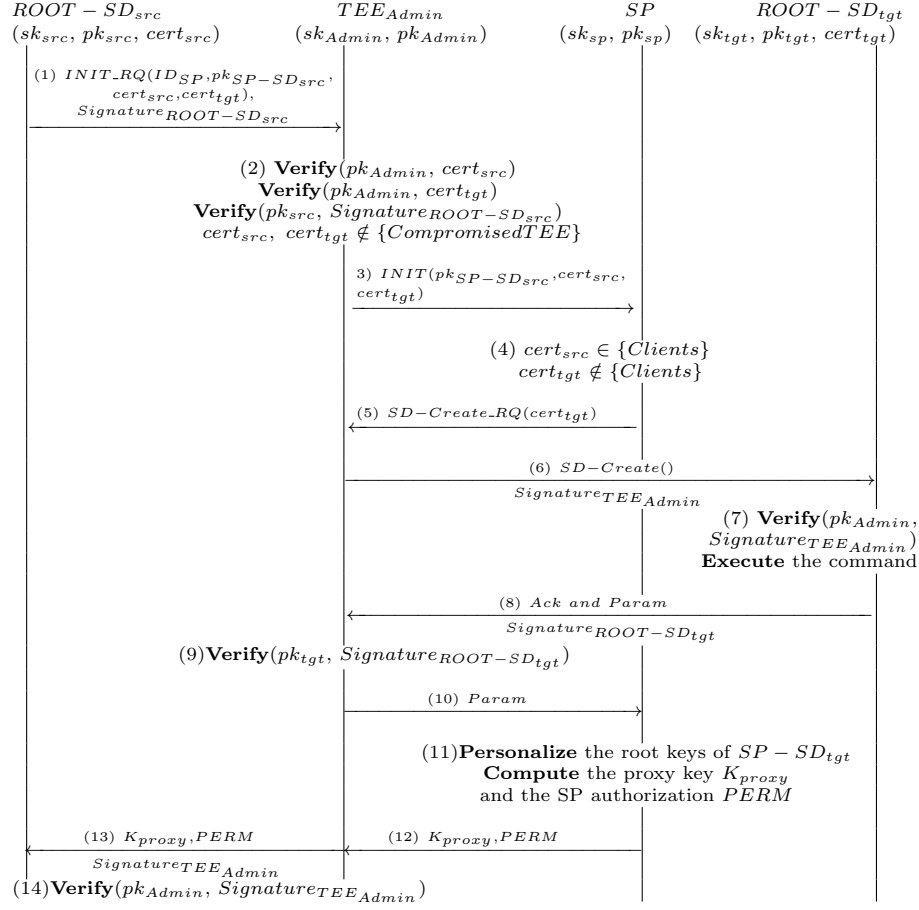 ROOT − SD_src TEE_Admin SP ROOT − SD_tgt
(sk_src, pk_src, cert_src) (sk_Admin, pk_Admin) (sk_sp, pk_sp) (sk_tgt, pk_tgt, cert_tgt)
(1) INIT_RQ(ID_SP,pk_SP−SD_src,
cert_src,cert_tgt),
Signature_ROOT−SD_src
(2) Verify(pk_Admin, cert_src)
Verify(pk_Admin, cert_tgt)
Verify(pk_src, Signature_ROOT−SD_src)
cert_src, cert_tgt ∉ {CompromisedTEE}
3) INIT(pk_SP−SD_src,cert_src,
cert_tgt)
(4) cert_src ∈ {Clients}
cert_tgt ∉ {Clients}
(5) SD−Create_RQ(cert_tgt)
(6) SD−Create()
Signature_TEE_Admin
(7) Verify(pk_Admin,
Signature_TEE_Admin)
Execute the command
(8) Ack and Param
Signature_ROOT−SD_tgt
(9)Verify(pk_tgt, Signature_ROOT−SD_tgt)
(10) Param
(11)Personalize the root keys of SP − SD_tgt
Compute the proxy key K_proxy
and the SP authorization PERM
(13) K_proxy,PERM (12) K_proxy,PERM
Signature_TEE_Admin
(14)Verify(pk_Admin, Signature_TEE_Admin)